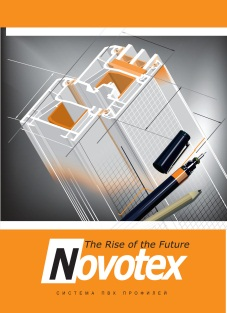 The Rise of the Future
Novotex
СИСТЕМА ПВХ ПРОФИЛЕЙ